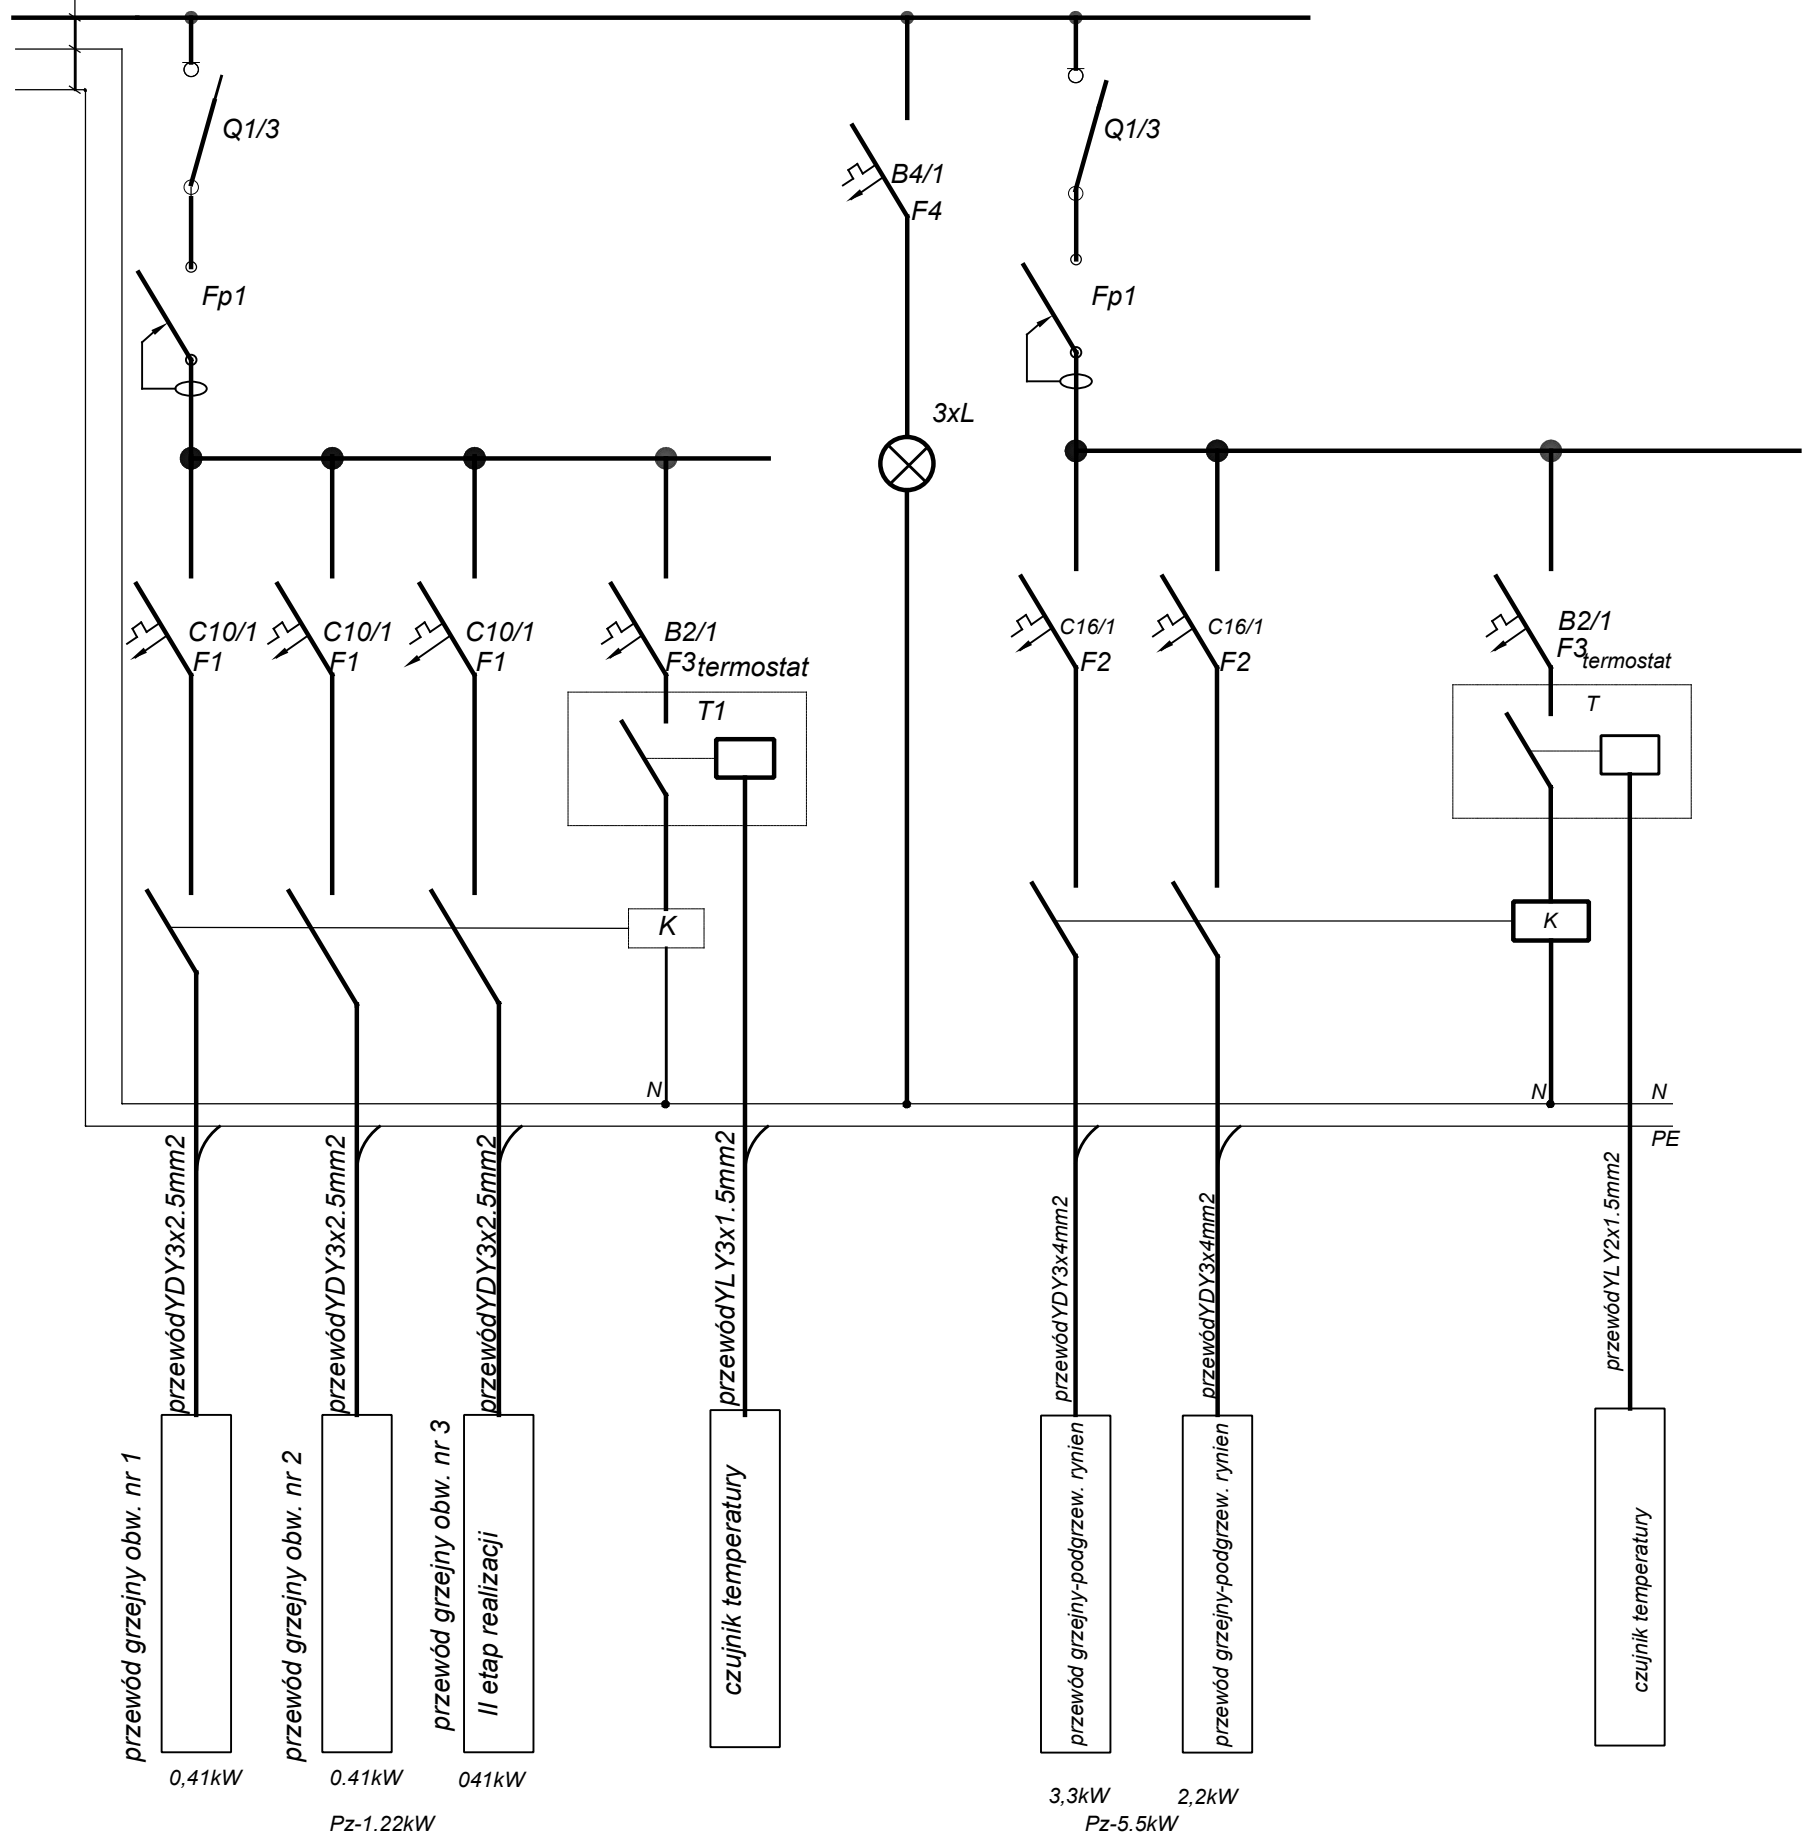 Q1/3
Q1/3
B4/1
F4
Fp1
Fp1
3xL
C10/1
F1
C10/1
F1
C10/1
F1
B2/1
F3
termostat
T1
C16/1
F2
C16/1
F2
B2/1
F3
termostat
T
K
K
N
N
N
PE
przewódYDY3x2.5mm2
przewódYDY3x2.5mm2
przewódYDY3x2.5mm2
przewódYLY3x1.5mm2
przewódYDY3x4mm2
przewódYDY3x4mm2
przewódYLY2x1.5mm2
przewód grzejny obw. nr 1
przewód grzejny obw. nr 2
przewód grzejny obw. nr 3
II etap realizacji
czujnik temperatury
przewód grzejny-podgrzew. rynien
przewód grzejny-podgrzew. rynien
czujnik temperatury
0,41kW
0.41kW
041kW
3,3kW
2,2kW
Pz-1.22kW
Pz-5.5kW